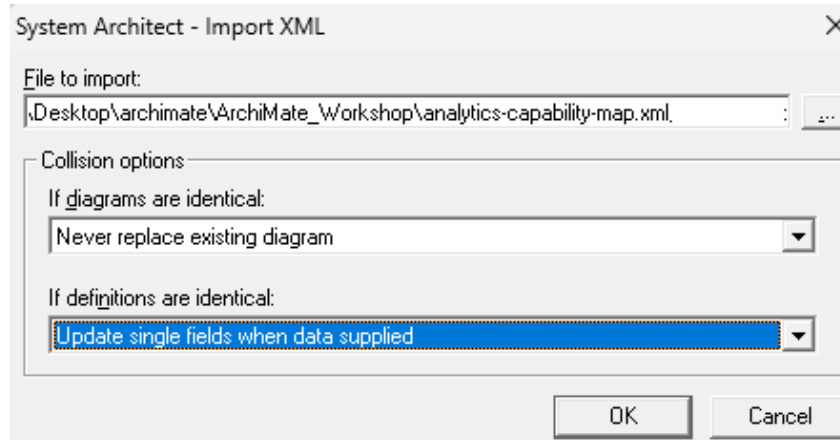 System Architect - Import XML
File to import:
.Desktop\archimate\ArchiMate_Workshop\analytics-capability-map.xml
...
Collision options
If diagrams are identical:
Never replace existing diagram
If definitions are identical:
Update single fields when data supplied
OK Cancel